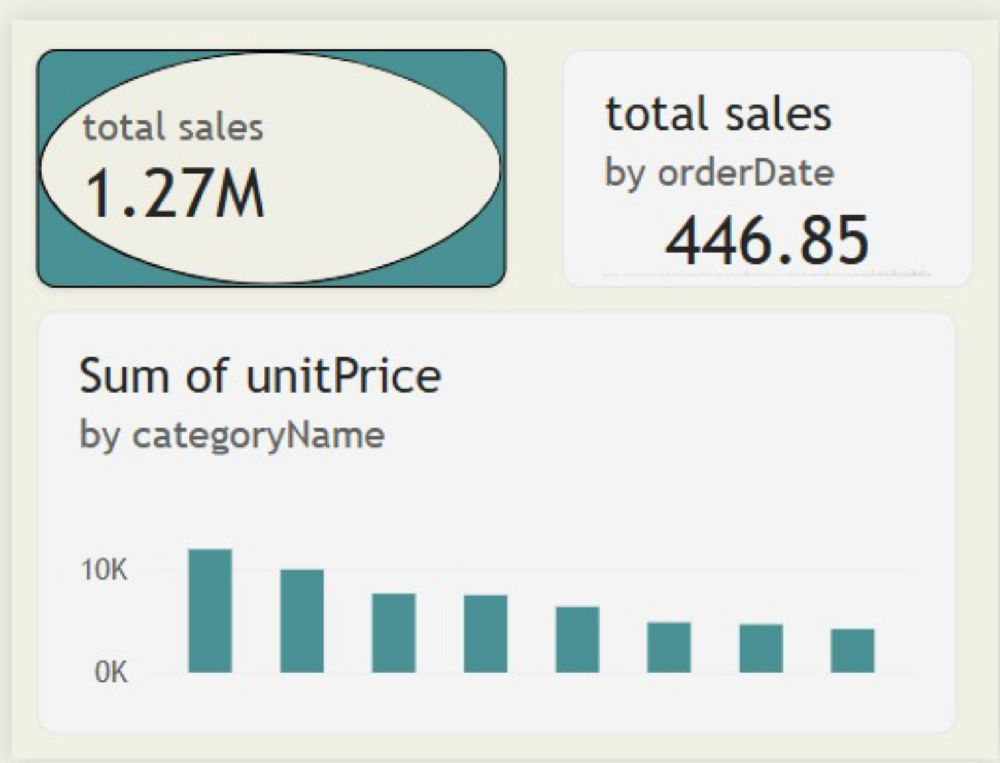 total sales
1.27M
total sales
by orderDate
446.85
Sum of unitPrice
by categoryName
10K
0K